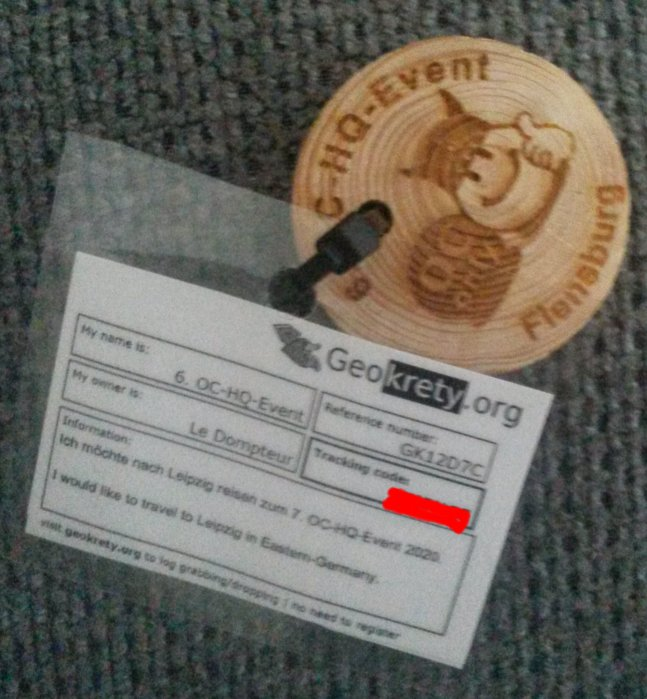 C-HQ-Event
6
Flensburg
Geokrety.org
My name is:
6. OC-HQ-Event
Reference number:
GK12D7C
My owner is:
Le Dompteur
Tracking code:
Information:
Ich möchte nach Leipzig reisen zum 7. OC-HQ-Event 2020.
I would like to travel to Leipzig in Eastern-Germany.
visit geokrety.org to log grabbing/dropping / no need to register